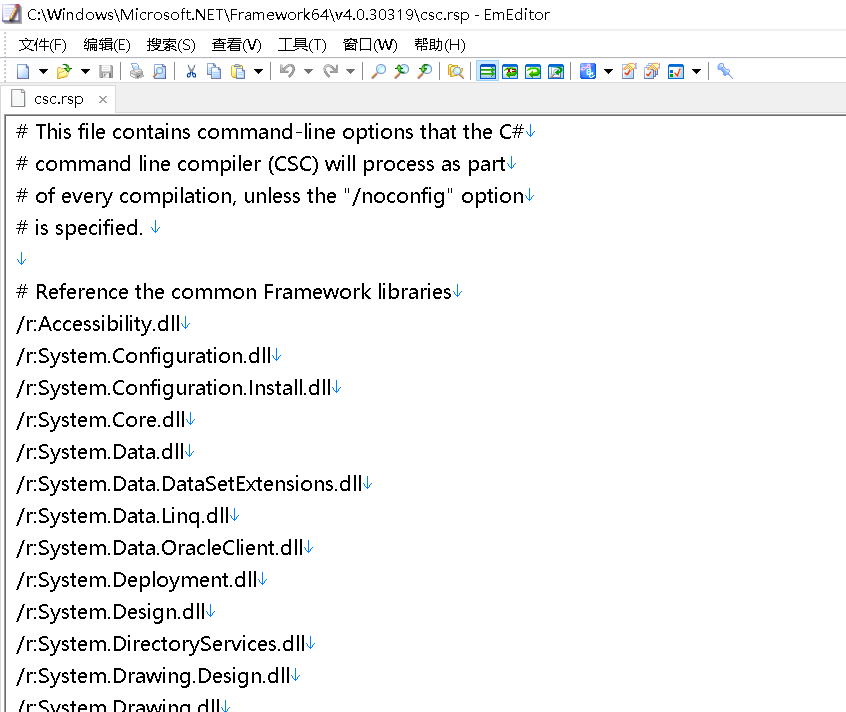 C:\Windows\Microsoft.NET\Framework64\v4.0.30319\csc.rsp - EmEditor
文件(F) 编辑(E) 搜索(S) 查看(V) 工具(T) 窗口(W) 帮助(H)
csc.rsp ×
# This file contains command-line options that the C#↓
# command line compiler (CSC) will process as part↓
# of every compilation, unless the "/noconfig" option↓
# is specified. ↓
↓
# Reference the common Framework libraries↓
/r:Accessibility.dll↓
/r:System.Configuration.dll↓
/r:System.Configuration.Install.dll↓
/r:System.Core.dll↓
/r:System.Data.dll↓
/r:System.Data.DataSetExtensions.dll↓
/r:System.Data.Linq.dll↓
/r:System.Data.OracleClient.dll↓
/r:System.Deployment.dll↓
/r:System.Design.dll↓
/r:System.DirectoryServices.dll↓
/r:System.Drawing.Design.dll↓
/r:System.Drawing.dll↓